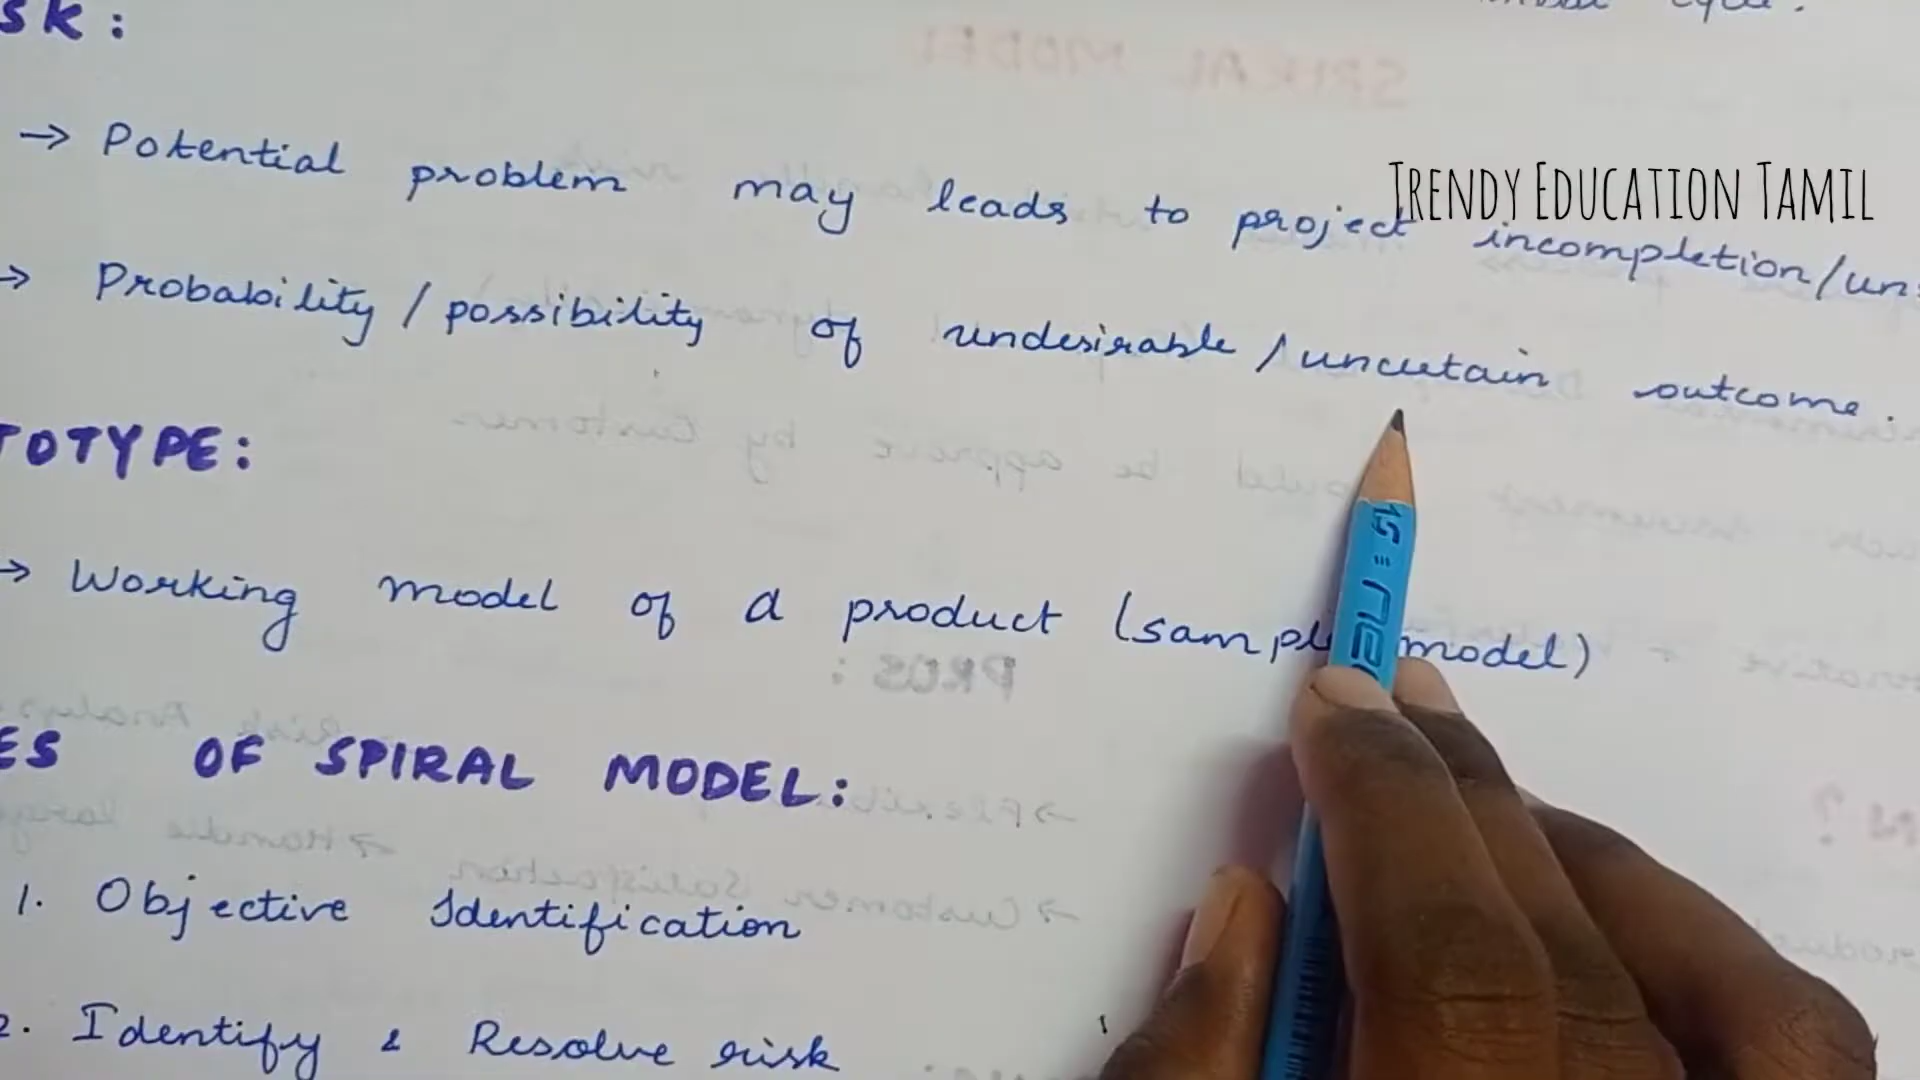 SK:
→ Potential problem may leads to project incompletion/uns
TRENDY EDUCATION TAMIL
→ Probability/possibility of undesirable/uncertain outcome.
TOTYPE:
→ Working model of a product (sample model)
ES OF SPIRAL MODEL:
1. Objective Identification
2. Identify & Resolve risk